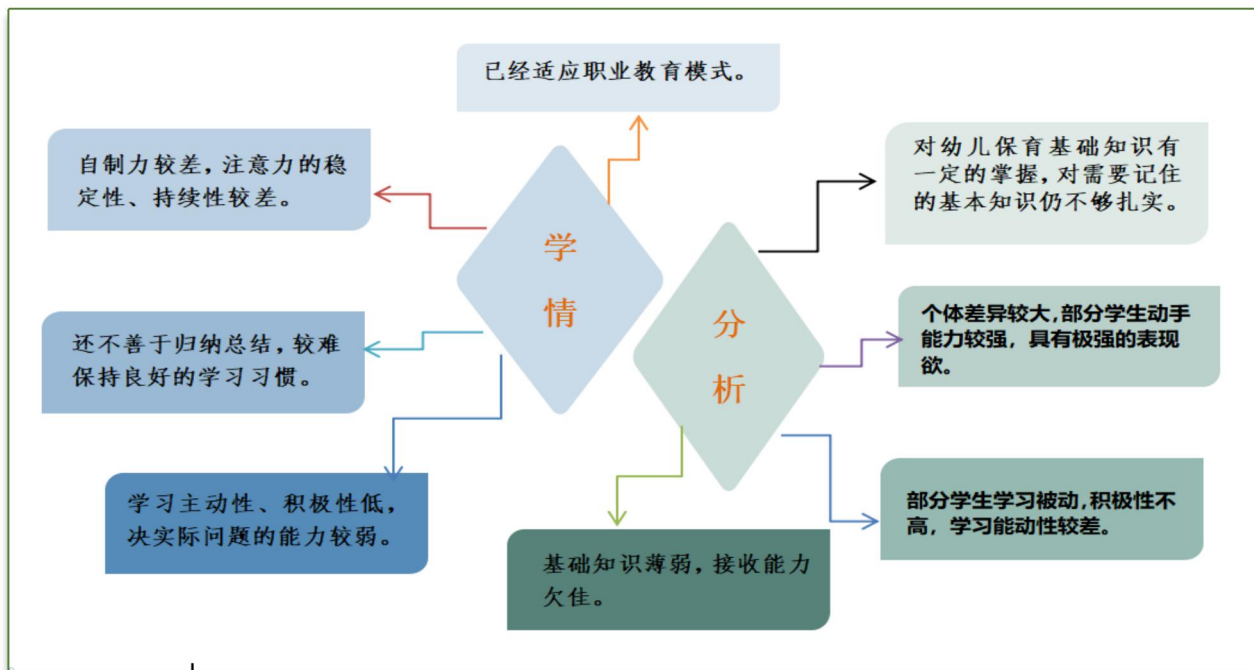 已经适应职业教育模式。
自制力较差，注意力的稳
定性、持续性较差。
对幼儿保育基础知识有
一定的掌握，对需要记住
的基本知识仍不够扎实。
学
情
分
析
还不善于归纳总结，较难
保持良好的学习习惯。
个体差异较大，部分学生动手
能力较强，具有极强的表现
欲。
学习主动性、积极性低，
决实际问题的能力较弱。
部分学生学习被动，积极性不
高，学习能动性较差。
基础知识薄弱，接收能力
欠佳。